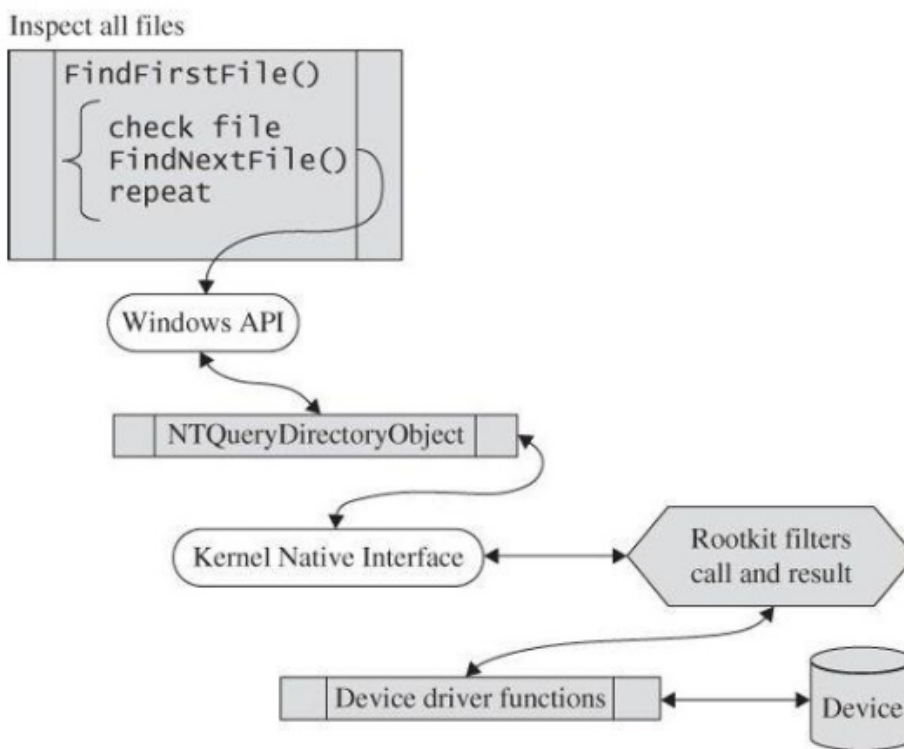 Inspect all files
FindFirstFile()
check file
FindNextFile()
repeat
Windows API
NTQueryDirectoryObject
Kernel Native Interface
Rootkit filters
call and result
Device driver functions
Device